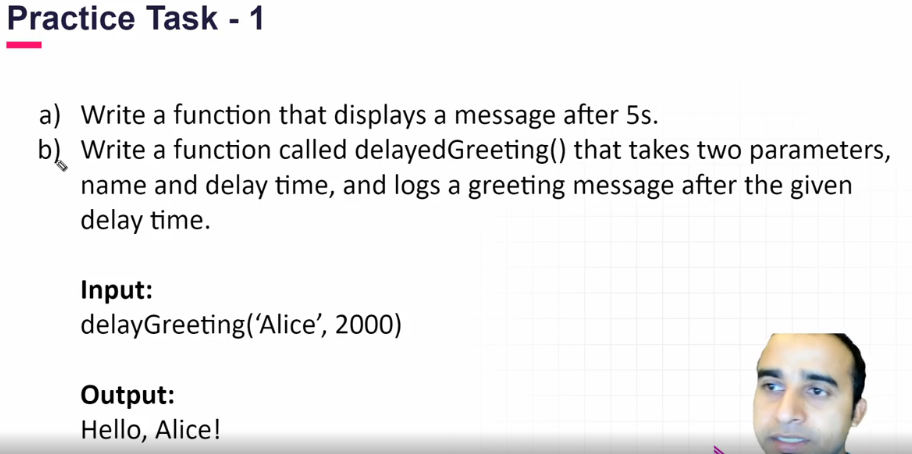 Practice Task - 1
a) Write a function that displays a message after 5s.
b) Write a function called delayedGreeting() that takes two parameters,
name and delay time, and logs a greeting message after the given
delay time.
Input:
delayGreeting(‘Alice’, 2000)
Output:
Hello, Alice!